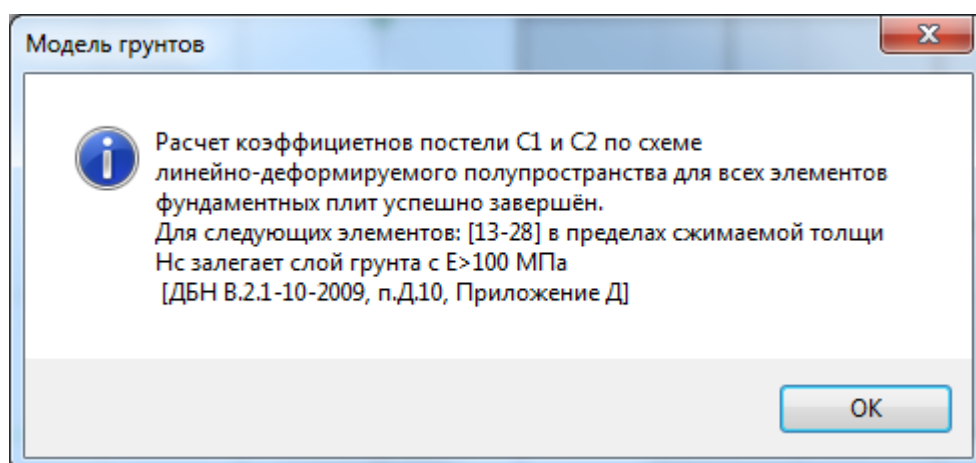 Модель грунтов
Расчет коэффициетнов постели С1 и С2 по схеме
линейно-деформируемого полупространства для всех элементов
фундаментных плит успешно завершён.
Для следующих элементов: [13-28] в пределах сжимаемой толщи
Нс залегает слой грунта с E>100 МПа
[ДБН В.2.1-10-2009, п.Д.10, Приложение Д]
ОК